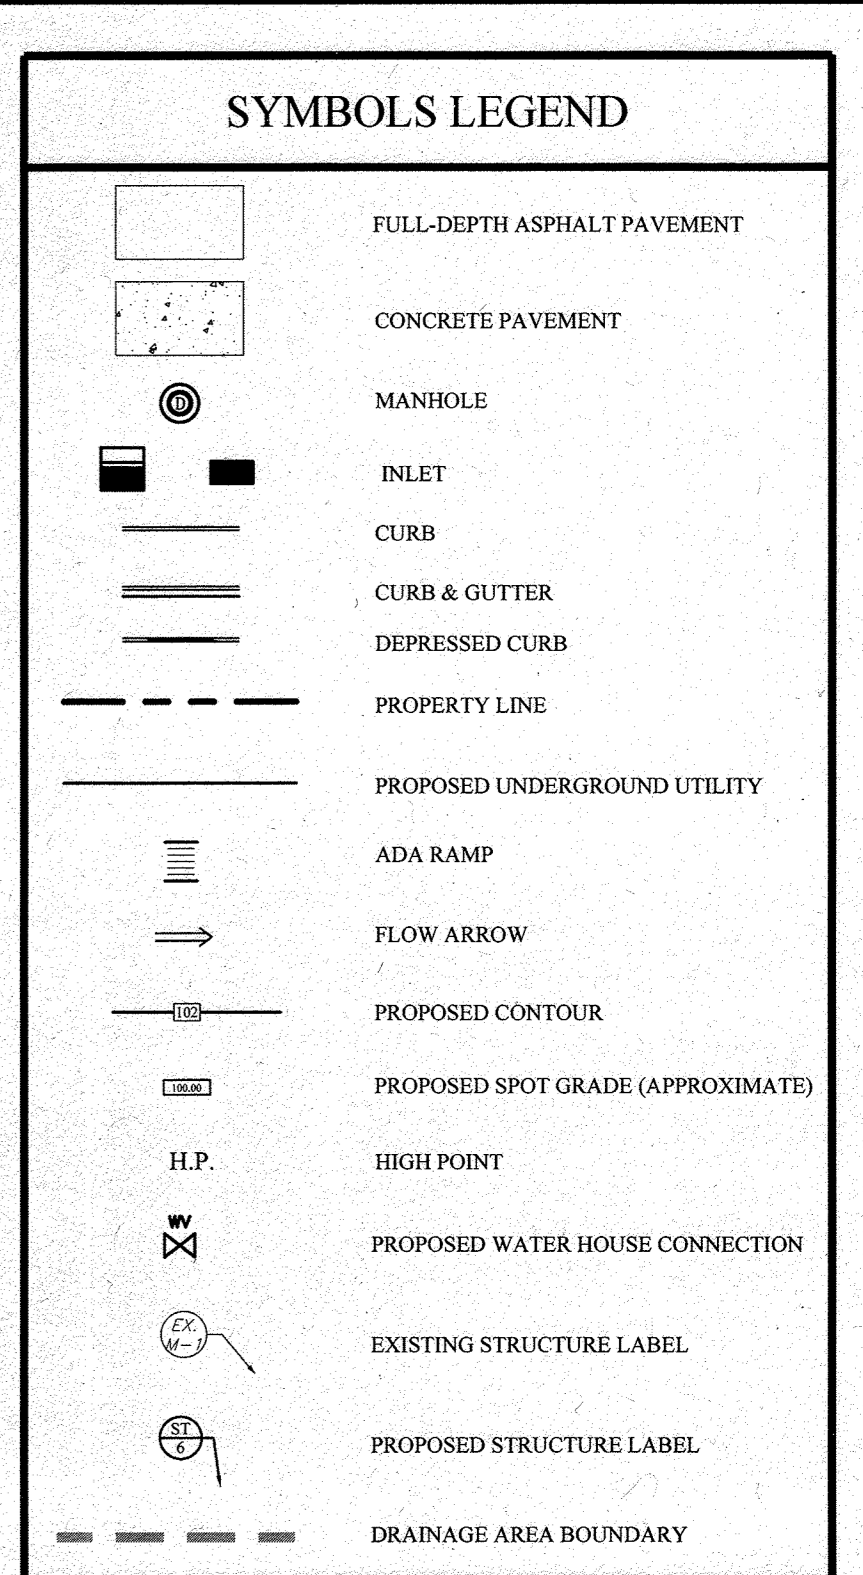 SYMBOLS LEGEND
FULL-DEPTH ASPHALT PAVEMENT
CONCRETE PAVEMENT
D MANHOLE
INLET
CURB
CURB & GUTTER
DEPRESSED CURB
PROPERTY LINE
PROPOSED UNDERGROUND UTILITY
ADA RAMP
FLOW ARROW
102 PROPOSED CONTOUR
100.00 PROPOSED SPOT GRADE (APPROXIMATE)
H.P. HIGH POINT
WV
PROPOSED WATER HOUSE CONNECTION
EX.
M-1
EXISTING STRUCTURE LABEL
ST
6
PROPOSED STRUCTURE LABEL
DRAINAGE AREA BOUNDARY